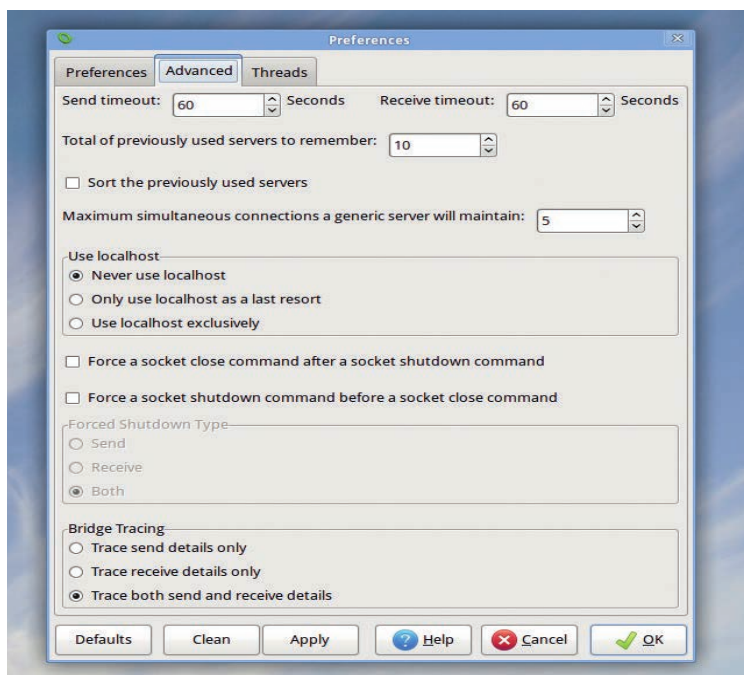 Preferences
Preferences Advanced Threads
Send timeout: 60 Seconds Receive timeout: 60 Seconds
Total of previously used servers to remember: 10
Sort the previously used servers
Maximum simultaneous connections a generic server will maintain: 5
Use localhost
Never use localhost
Only use localhost as a last resort
Use localhost exclusively
Force a socket close command after a socket shutdown command
Force a socket shutdown command before a socket close command
Forced Shutdown Type
Send
Receive
Both
Bridge Tracing
Trace send details only
Trace receive details only
Trace both send and receive details
Defaults Clean Apply Help Cancel OK